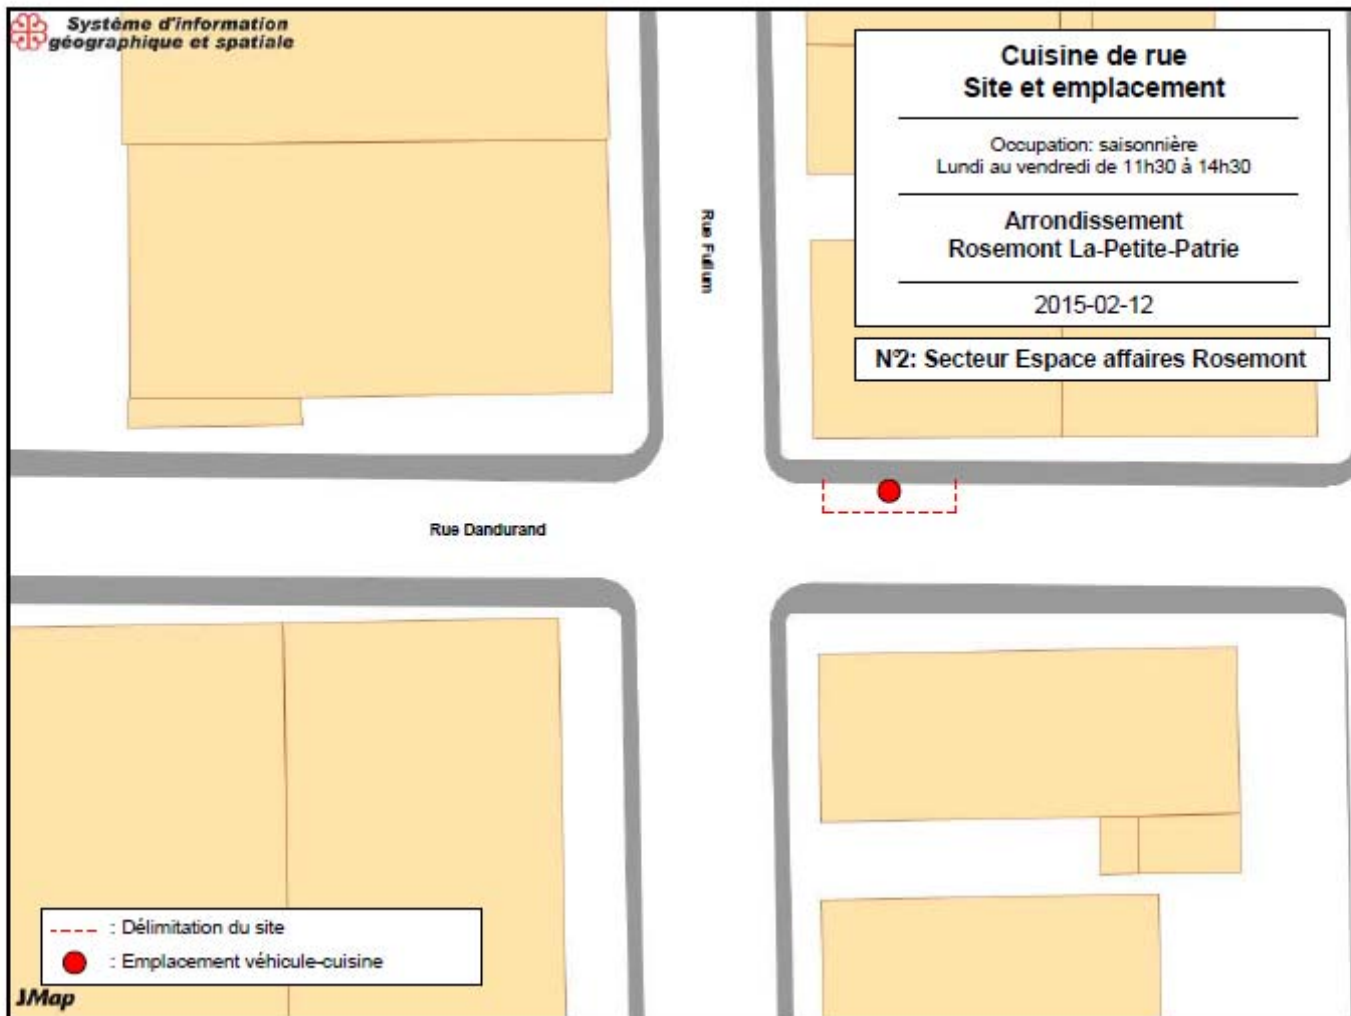 Système d'information
géographique et spatiale
Cuisine de rue
Site et emplacement
Occupation: saisonnière
Lundi au vendredi de 11h30 à 14h30
Arrondissement
Rosemont La-Petite-Patrie
2015-02-12
N°2: Secteur Espace affaires Rosemont
Rue Fullum
Rue Dandurand
: Délimitation du site
: Emplacement véhicule-cuisine
JMap